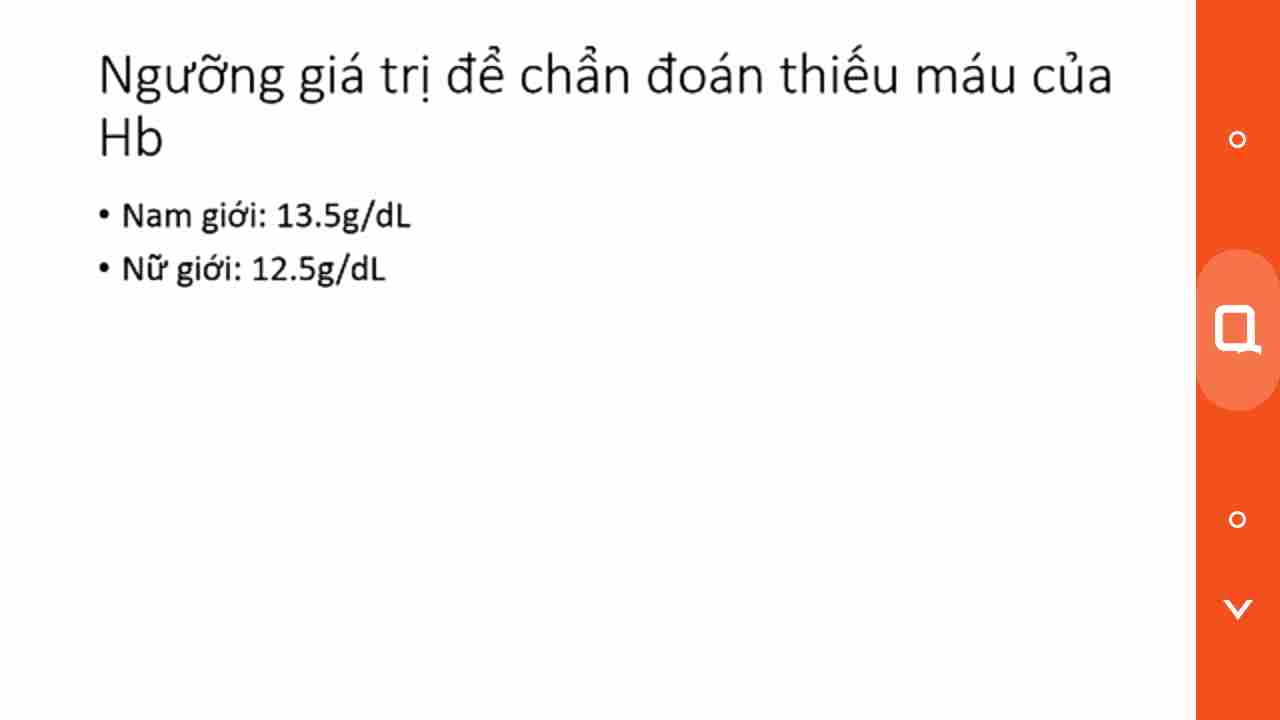 Ngưỡng giá trị để chẩn đoán thiếu máu của
Hb
• Nam giới: 13.5g/dL
• Nữ giới: 12.5g/dL